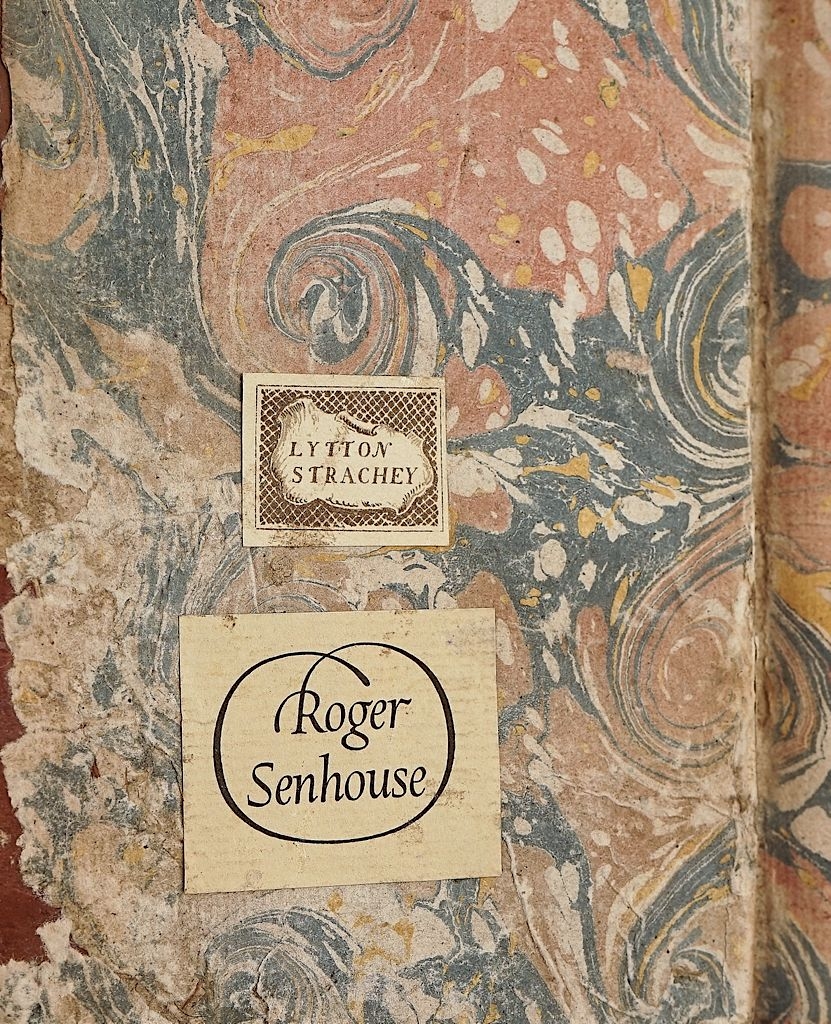 LYTTON
STRACHEY
Roger
Senhouse